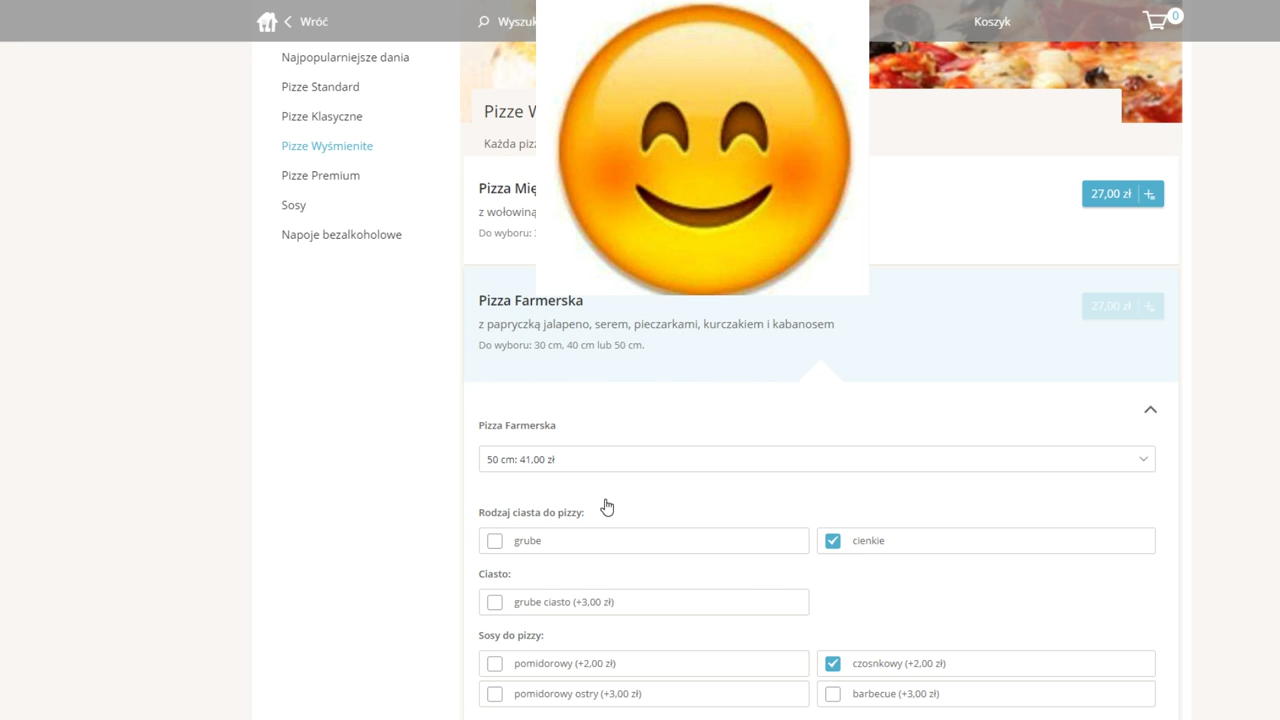 Wróć
Wyszuk
Koszyk
0
Najpopularniejsze dania
Pizze Standard
Pizze Klasyczne
Pizze Wyśmienite
Pizze Premium
Sosy
Napoje bezalkoholowe
Pizze W
Każda piz
Pizza Mię
z wołowiną
Do wyboru:
27,00 zł
Pizza Farmerska
z papryczką jalapeno, serem, pieczarkami, kurczakiem i kabanosem
Do wyboru: 30 cm, 40 cm lub 50 cm.
27,00 zł
Pizza Farmerska
50 cm: 41,00 zł
Rodzaj ciasta do pizzy:
grube
cienkie
Ciasto:
grube ciasto (+3,00 zł)
Sosy do pizzy:
pomidorowy (+2,00 zł)
czosnkowy (+2,00 zł)
pomidorowy ostry (+3,00 zł)
barbecue (+3,00 zł)